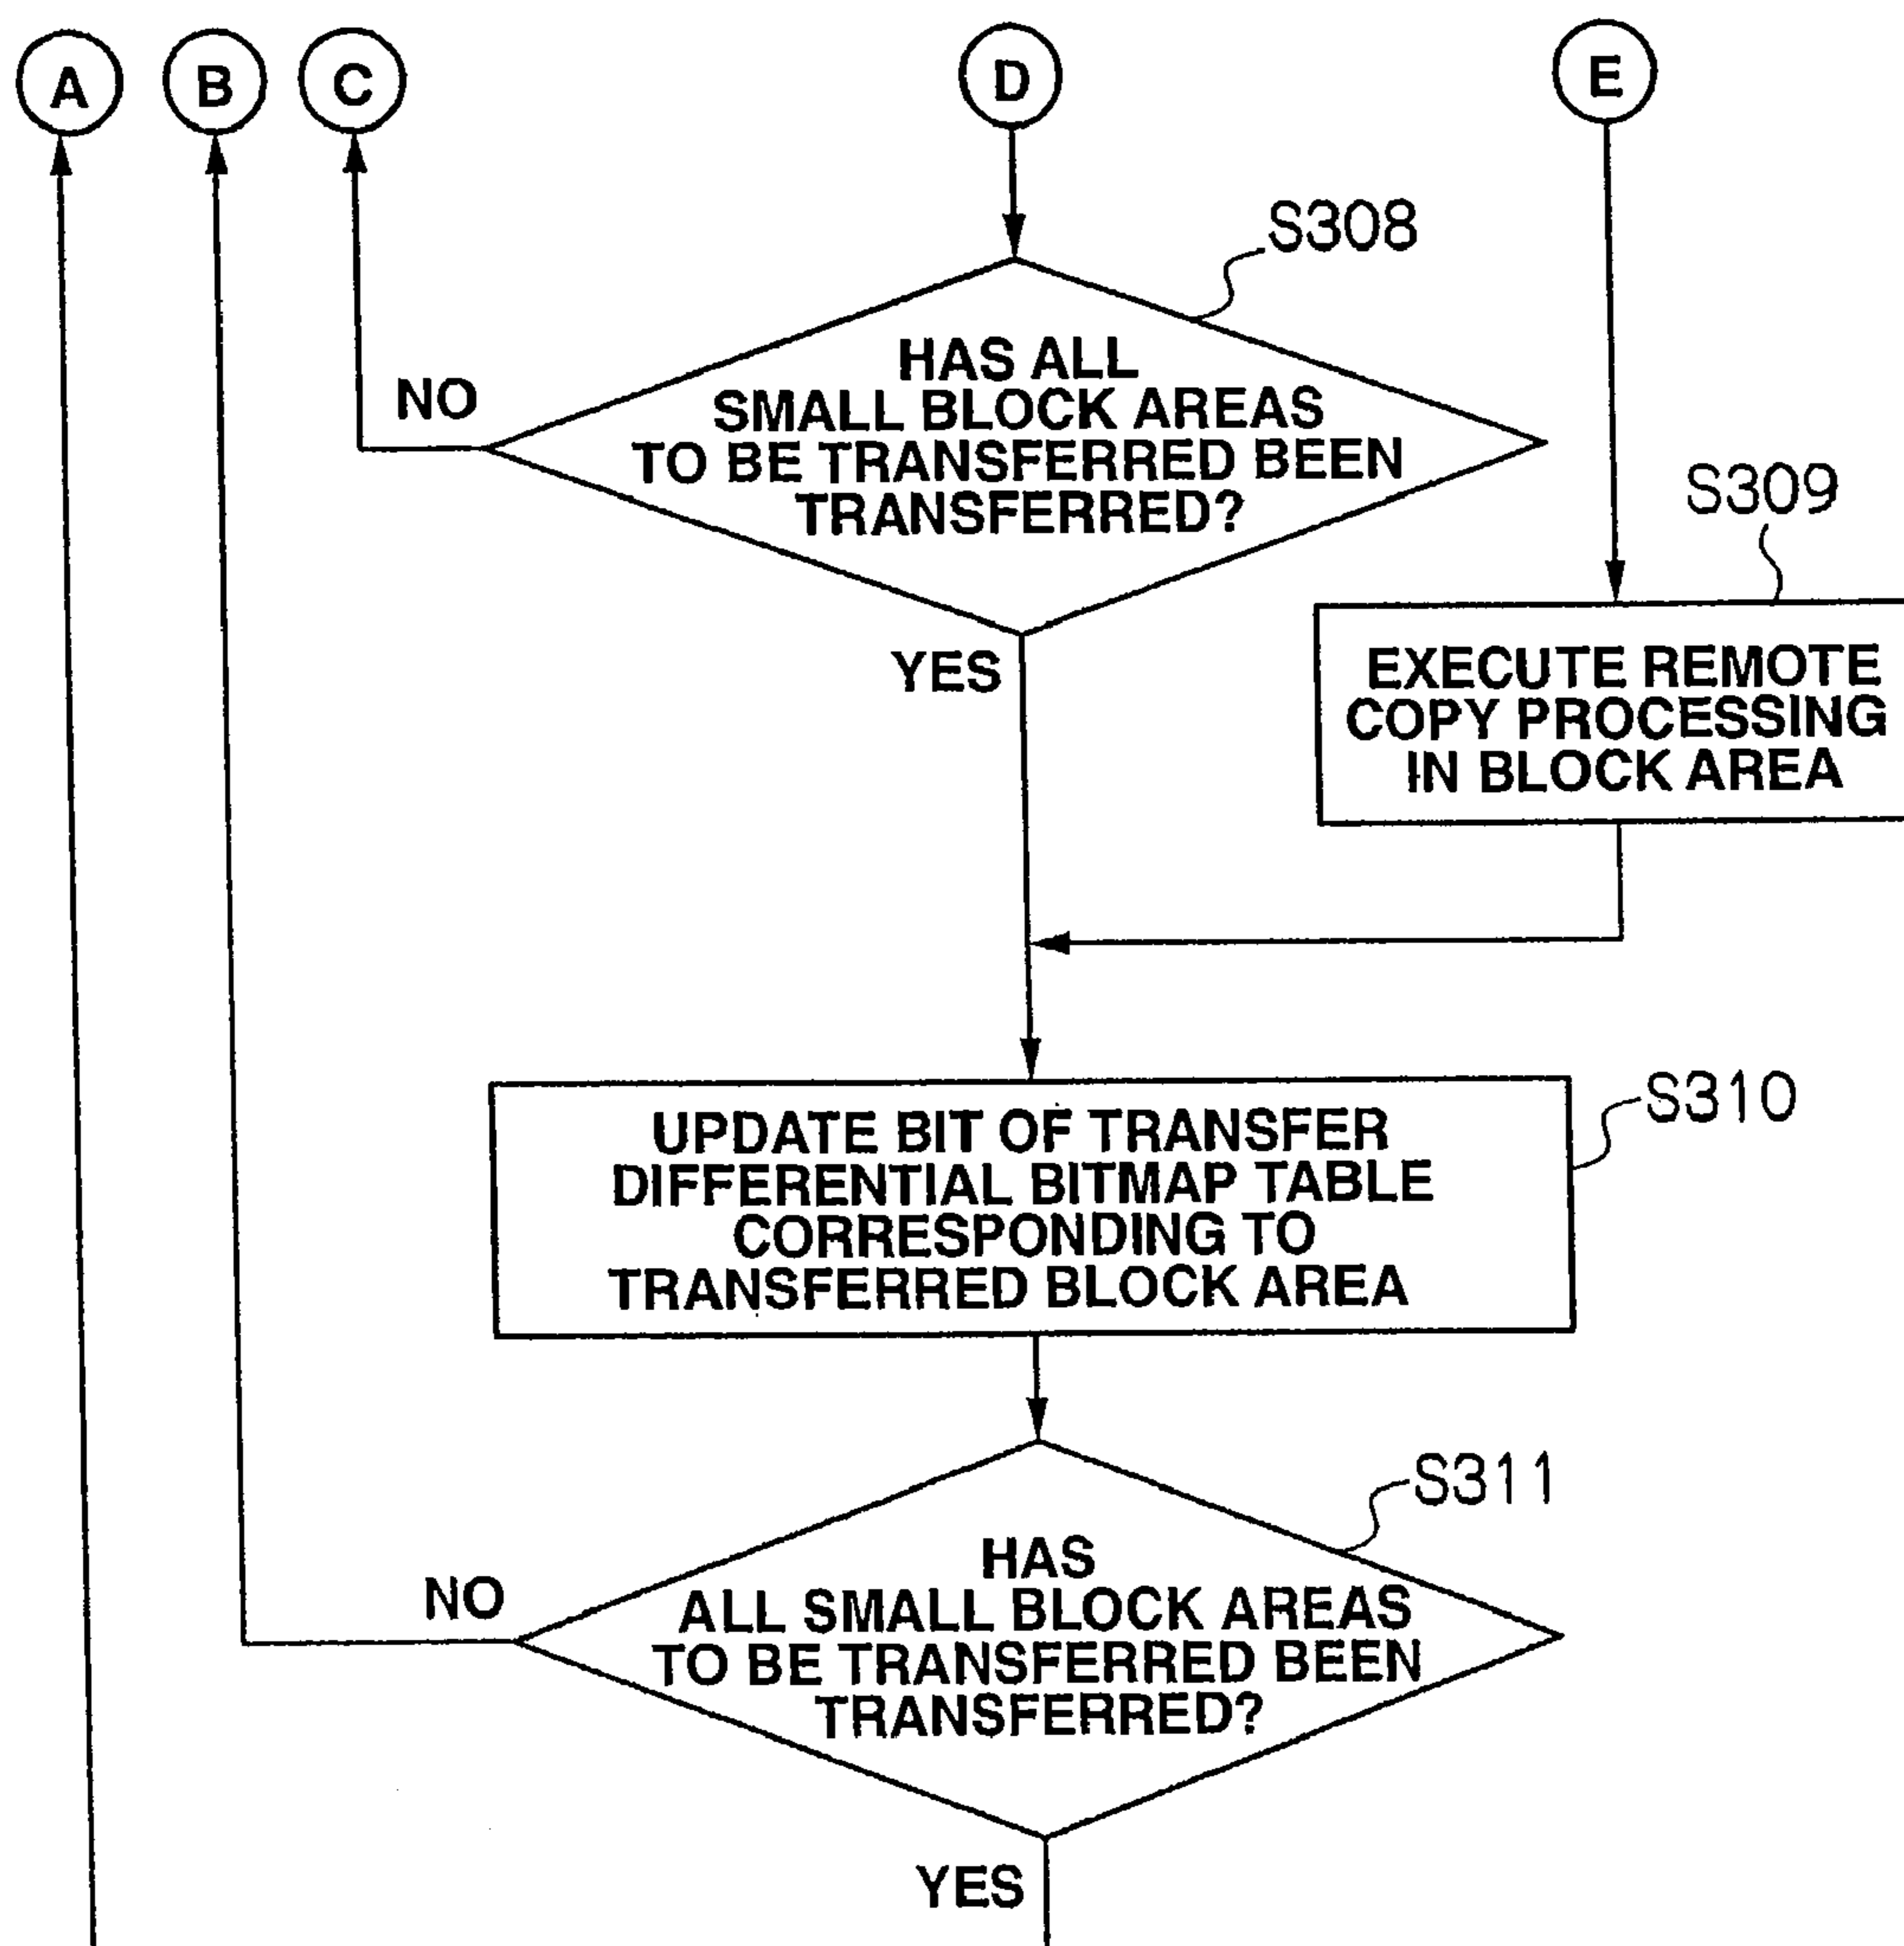 A
B
C
D
E
S308
HAS ALL
SMALL BLOCK AREAS
TO BE TRANSFERRED BEEN
TRANSFERRED?
NO
YES
S309
EXECUTE REMOTE
COPY PROCESSING
IN BLOCK AREA
S310
UPDATE BIT OF TRANSFER
DIFFERENTIAL BITMAP TABLE
CORRESPONDING TO
TRANSFERRED BLOCK AREA
S311
HAS
ALL SMALL BLOCK AREAS
TO BE TRANSFERRED BEEN
TRANSFERRED?
NO
YES